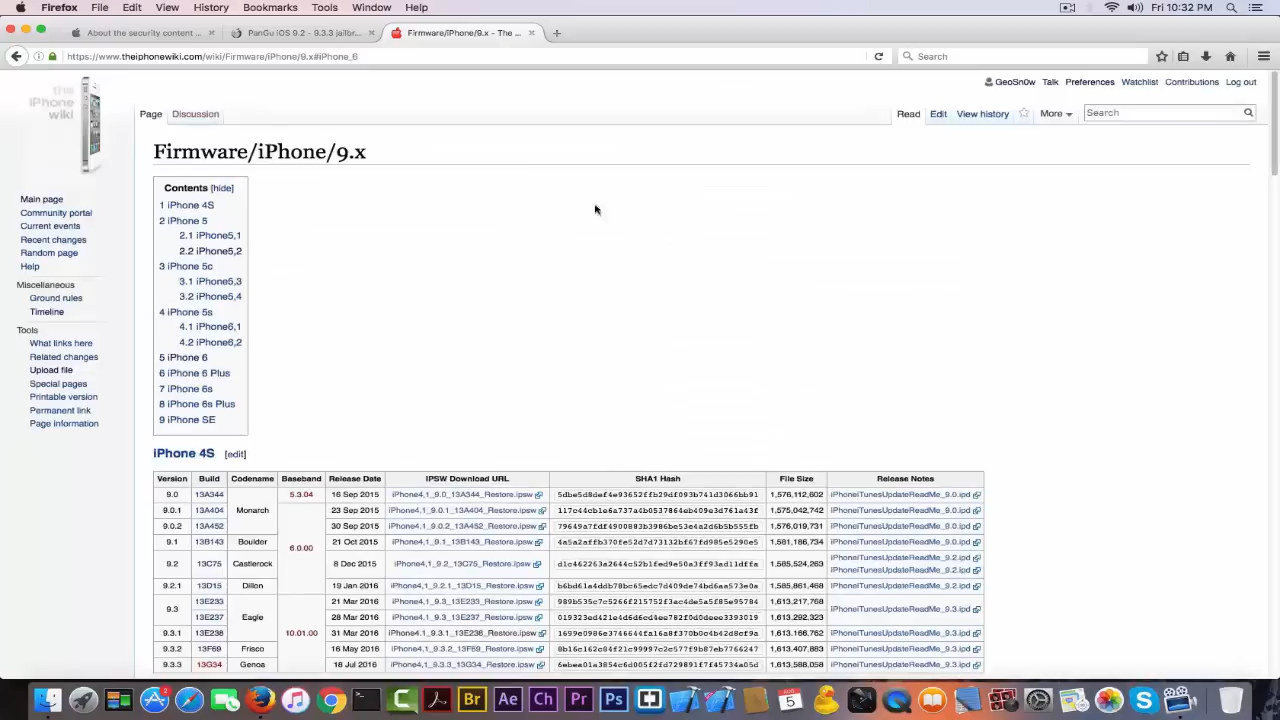 Firefox File Edit View History Bookmarks Tools Window Help Fri 10:32 PM
About the security content ... × PanGu iOS 9.2 - 9.3.3 jailbr... × Firmware/iPhone/9.x - The ... × +
https://www.theiphonewiki.com/wiki/Firmware/iPhone/9.x#iPhone_6 Search
GeoSn0w Talk Preferences Watchlist Contributions Log out
the iPhone wiki
Page Discussion Read Edit View history More Search
Firmware/iPhone/9.x
Main page
Community portal
Current events
Recent changes
Random page
Help
Miscellaneous
Ground rules
Timeline
Tools
What links here
Related changes
Upload file
Special pages
Printable version
Permanent link
Page information
Contents [hide]
1 iPhone 4S
2 iPhone 5
2.1 iPhone5,1
2.2 iPhone5,2
3 iPhone 5c
3.1 iPhone5,3
3.2 iPhone5,4
4 iPhone 5s
4.1 iPhone6,1
4.2 iPhone6,2
5 iPhone 6
6 iPhone 6 Plus
7 iPhone 6s
8 iPhone 6s Plus
9 iPhone SE
iPhone 4S [edit]
Version Build Codename Baseband Release Date IPSW Download URL SHA1 Hash File Size Release Notes
9.0 13A344 Monarch 5.3.04 16 Sep 2015 iPhone4,1_9.0_13A344_Restore.ipsw 1,576,112,602 iPhoneiTunesUpdateReadMe_9.0.ipd
9.0.1 13A404 6.0.00 23 Sep 2015 iPhone4,1_9.0.1_13A404_Restore.ipsw 1,575,042,742 iPhoneiTunesUpdateReadMe_9.0.ipd
9.0.2 13A452 30 Sep 2015 iPhone4,1_9.0.2_13A452_Restore.ipsw 1,576,019,731 iPhoneiTunesUpdateReadMe_9.0.ipd
9.1 13B143 Boulder 21 Oct 2015 iPhone4,1_9.1_13B143_Restore.ipsw 1,581,186,734 iPhoneiTunesUpdateReadMe_9.1.ipd
9.2 13C75 Castlerock 8 Dec 2015 iPhone4,1_9.2_13C75_Restore.ipsw 1,585,524,263 iPhoneiTunesUpdateReadMe_9.2.ipd
iPhoneiTunesUpdateReadMe_9.2.ipd
9.2.1 13D15 Dillon 19 Jan 2016 iPhone4,1_9.2.1_13D15_Restore.ipsw 1,585,861,468 iPhoneiTunesUpdateReadMe_9.2.ipd
9.3 13E233 Eagle 10.01.00 21 Mar 2016 iPhone4,1_9.3_13E233_Restore.ipsw 1,613,217,768 iPhoneiTunesUpdateReadMe_9.3.ipd
13E237 28 Mar 2016 iPhone4,1_9.3_13E237_Restore.ipsw 1,613,292,323
9.3.1 13E238 31 Mar 2016 iPhone4,1_9.3.1_13E238_Restore.ipsw 1,613,166,762 iPhoneiTunesUpdateReadMe_9.3.ipd
9.3.2 13F69 Frisco 16 May 2016 iPhone4,1_9.3.2_13F69_Restore.ipsw 1,613,407,883 iPhoneiTunesUpdateReadMe_9.3.ipd
9.3.3 13G34 Genoa 18 Jul 2016 iPhone4,1_9.3.3_13G34_Restore.ipsw 1,613,588,058 iPhoneiTunesUpdateReadMe_9.3.ipd
Br Ae Ch Pr Ps 5